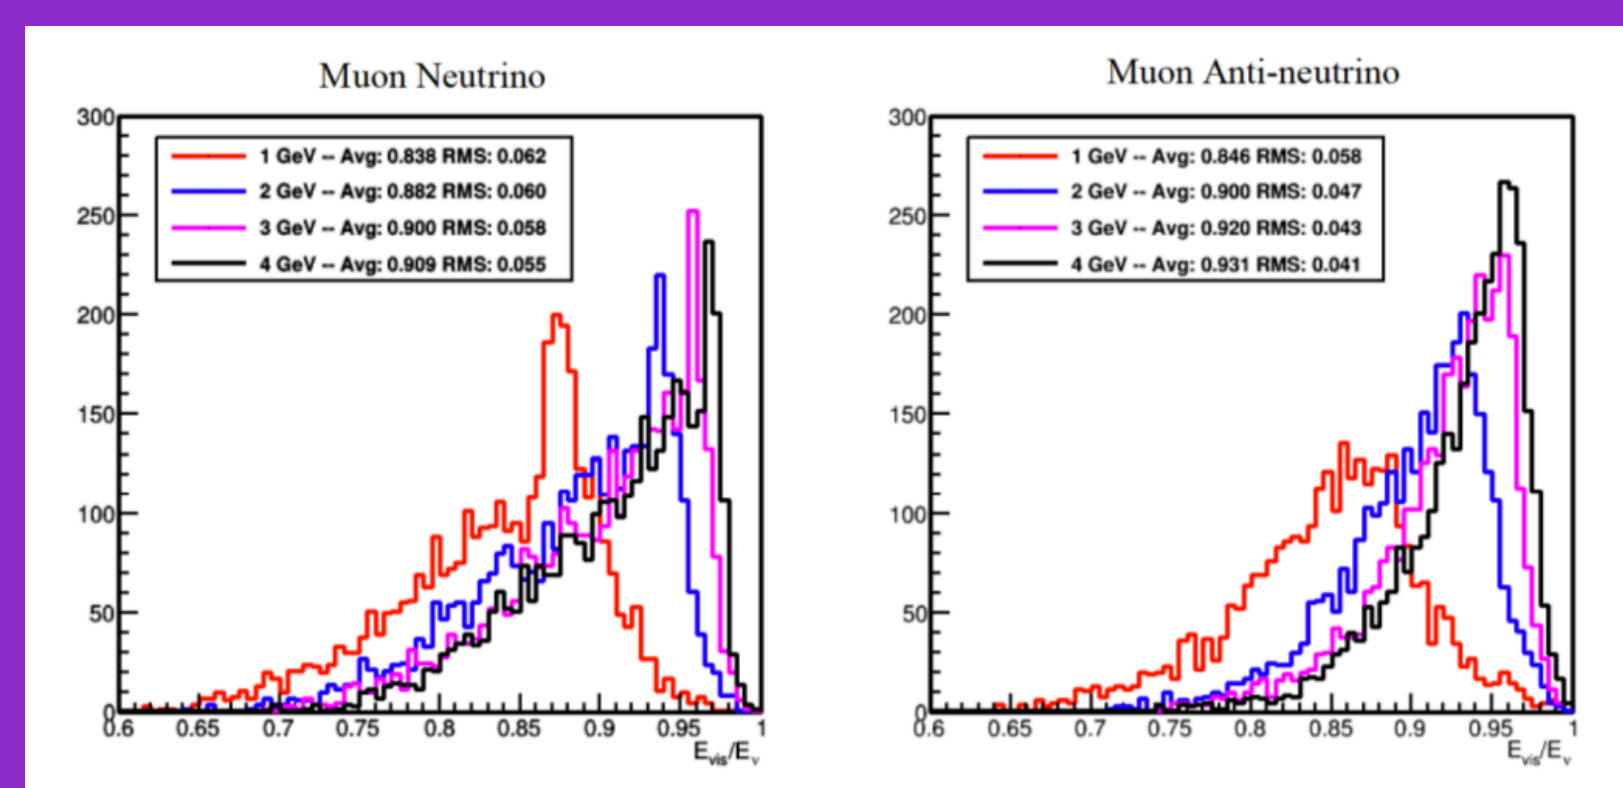 Muon Neutrino
300
250
200
150
100
50
0
1 GeV -- Avg: 0.838 RMS: 0.062
2 GeV -- Avg: 0.882 RMS: 0.060
3 GeV -- Avg: 0.900 RMS: 0.058
4 GeV -- Avg: 0.909 RMS: 0.055
0.6 0.65 0.7 0.75 0.8 0.85 0.9 0.95 1
Evis/Eν
Muon Anti-neutrino
300
250
200
150
100
50
0
1 GeV -- Avg: 0.846 RMS: 0.058
2 GeV -- Avg: 0.900 RMS: 0.047
3 GeV -- Avg: 0.920 RMS: 0.043
4 GeV -- Avg: 0.931 RMS: 0.041
0.6 0.65 0.7 0.75 0.8 0.85 0.9 0.95 1
Evis/Eν